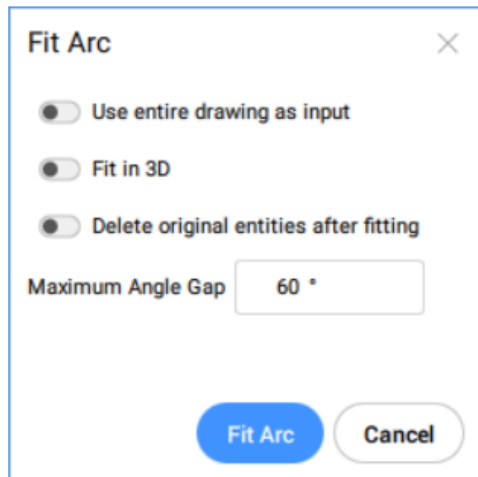 Fit Arc
Use entire drawing as input
Fit in 3D
Delete original entities after fitting
Maximum Angle Gap 60 °
Fit Arc Cancel